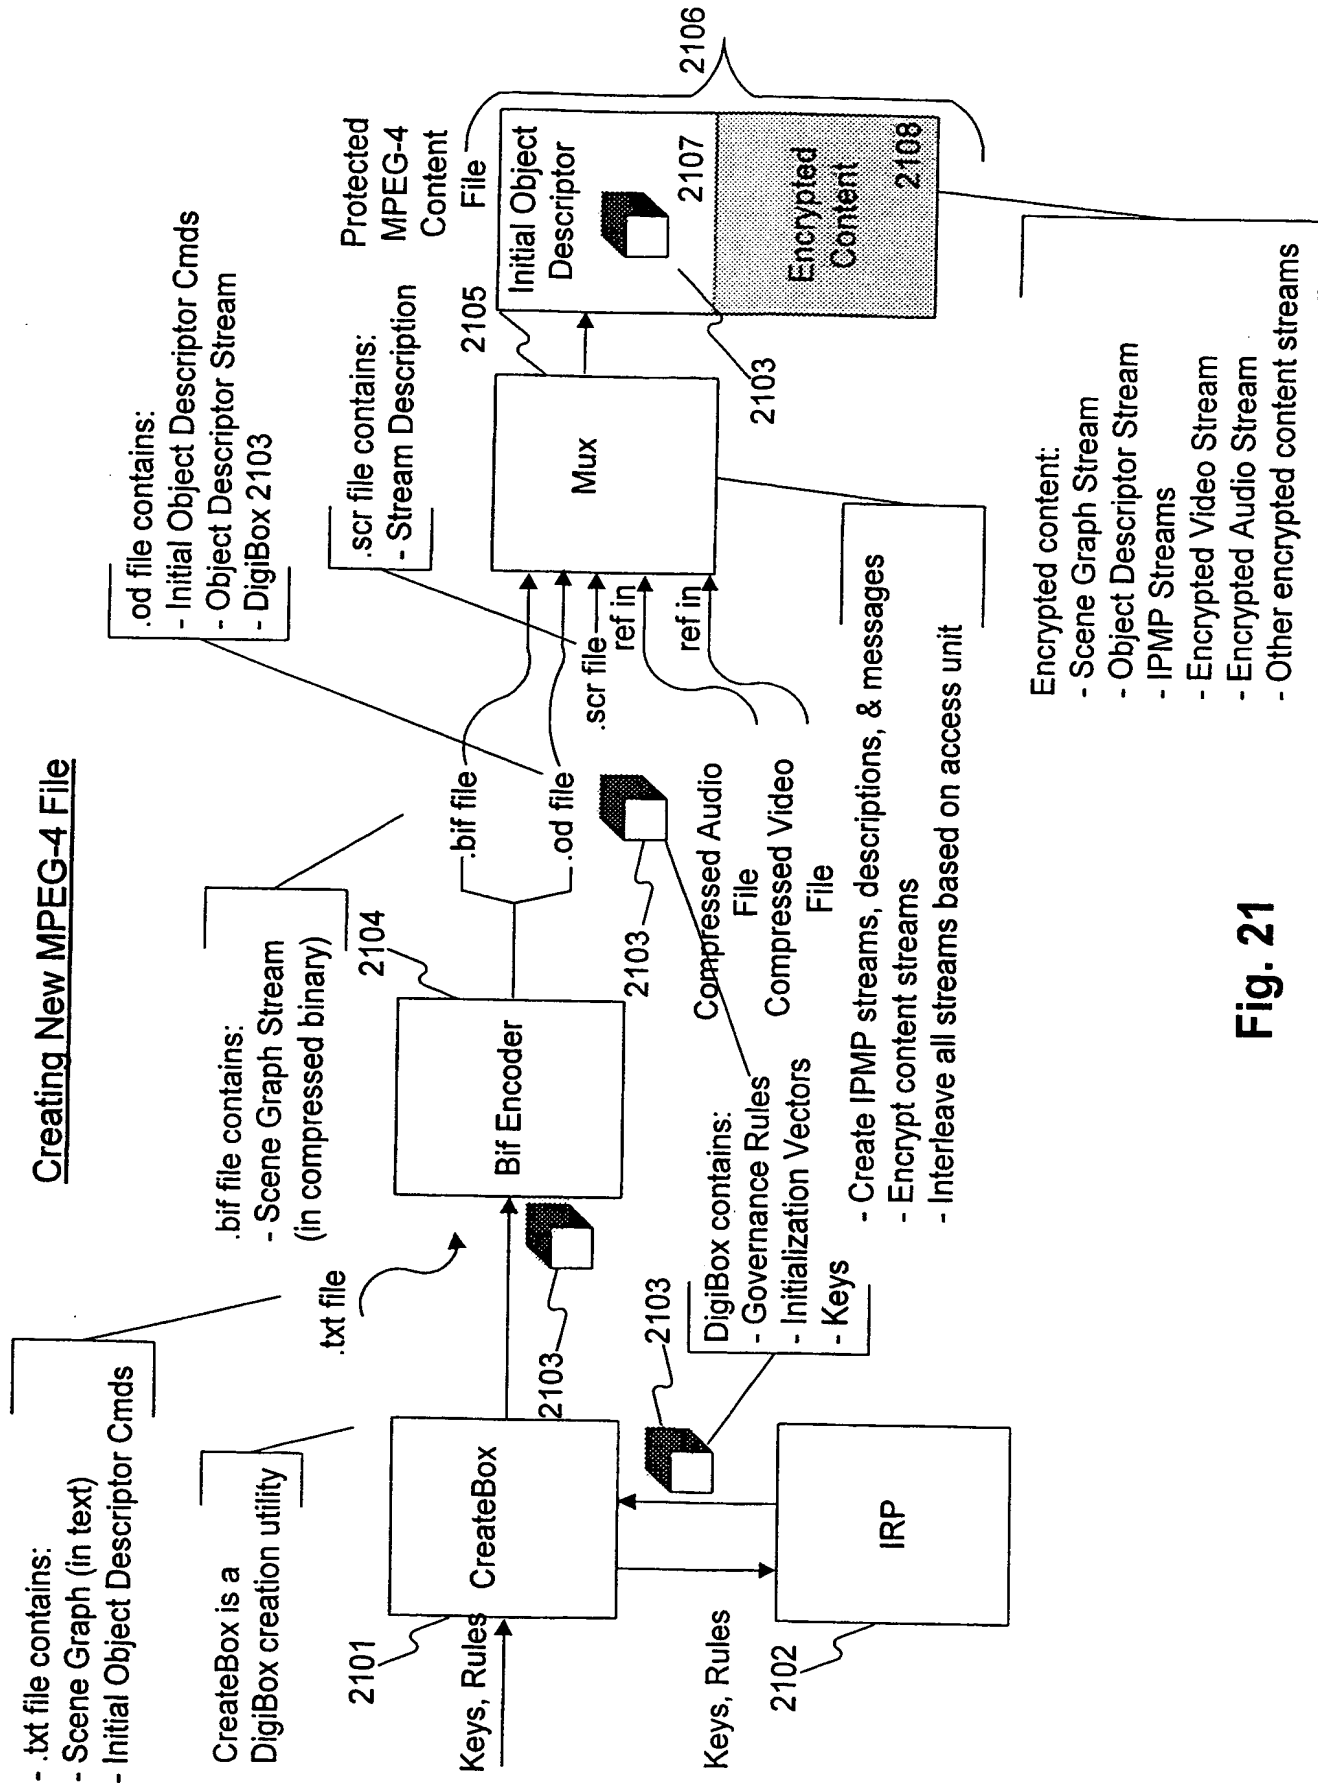 Creating New MPEG-4 File
- .txt file contains:
- Scene Graph (in text)
- Initial Object Descriptor Cmds
CreateBox is a
DigiBox creation utility
.txt file
.bif file contains:
- Scene Graph Stream
(in compressed binary)
.od file contains:
- Initial Object Descriptor Cmds
- Object Descriptor Stream
- DigiBox 2103
.scr file contains:
- Stream Description
Protected
MPEG-4
Content
File
2106
2101
Keys, Rules
CreateBox
2103
Bif Encoder
2104
.bif file
.od file
2103
.scr file
ref in
ref in
Mux
2105
Initial Object
Descriptor
2107
Encrypted
Content
2108
2103
Compressed Audio
File
Compressed Video
File
Keys, Rules
2102
IRP
2103
DigiBox contains:
- Governance Rules
- Initialization Vectors
- Keys
- Create IPMP streams, descriptions, & messages
- Encrypt content streams
- Interleave all streams based on access unit
Encrypted content:
- Scene Graph Stream
- Object Descriptor Stream
- IPMP Streams
- Encrypted Video Stream
- Encrypted Audio Stream
- Other encrypted content streams
Fig. 21